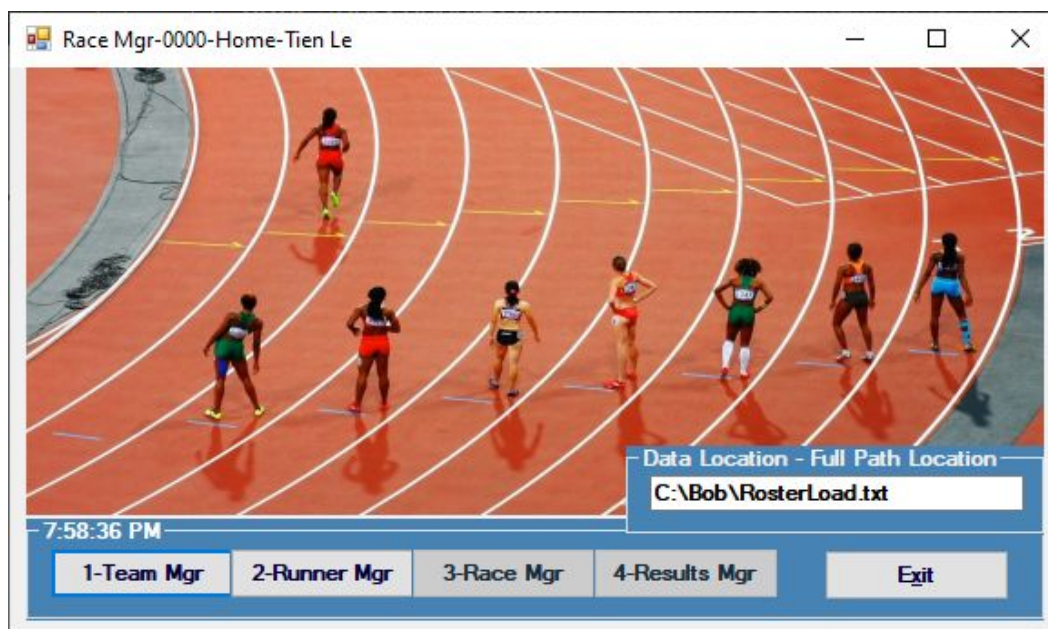 Race Mgr-0000-Home-Tien Le
Data Location - Full Path Location
C:\Bob\RosterLoad.txt
7:58:36 PM
1-Team Mgr 2-Runner Mgr 3-Race Mgr 4-Results Mgr Exit